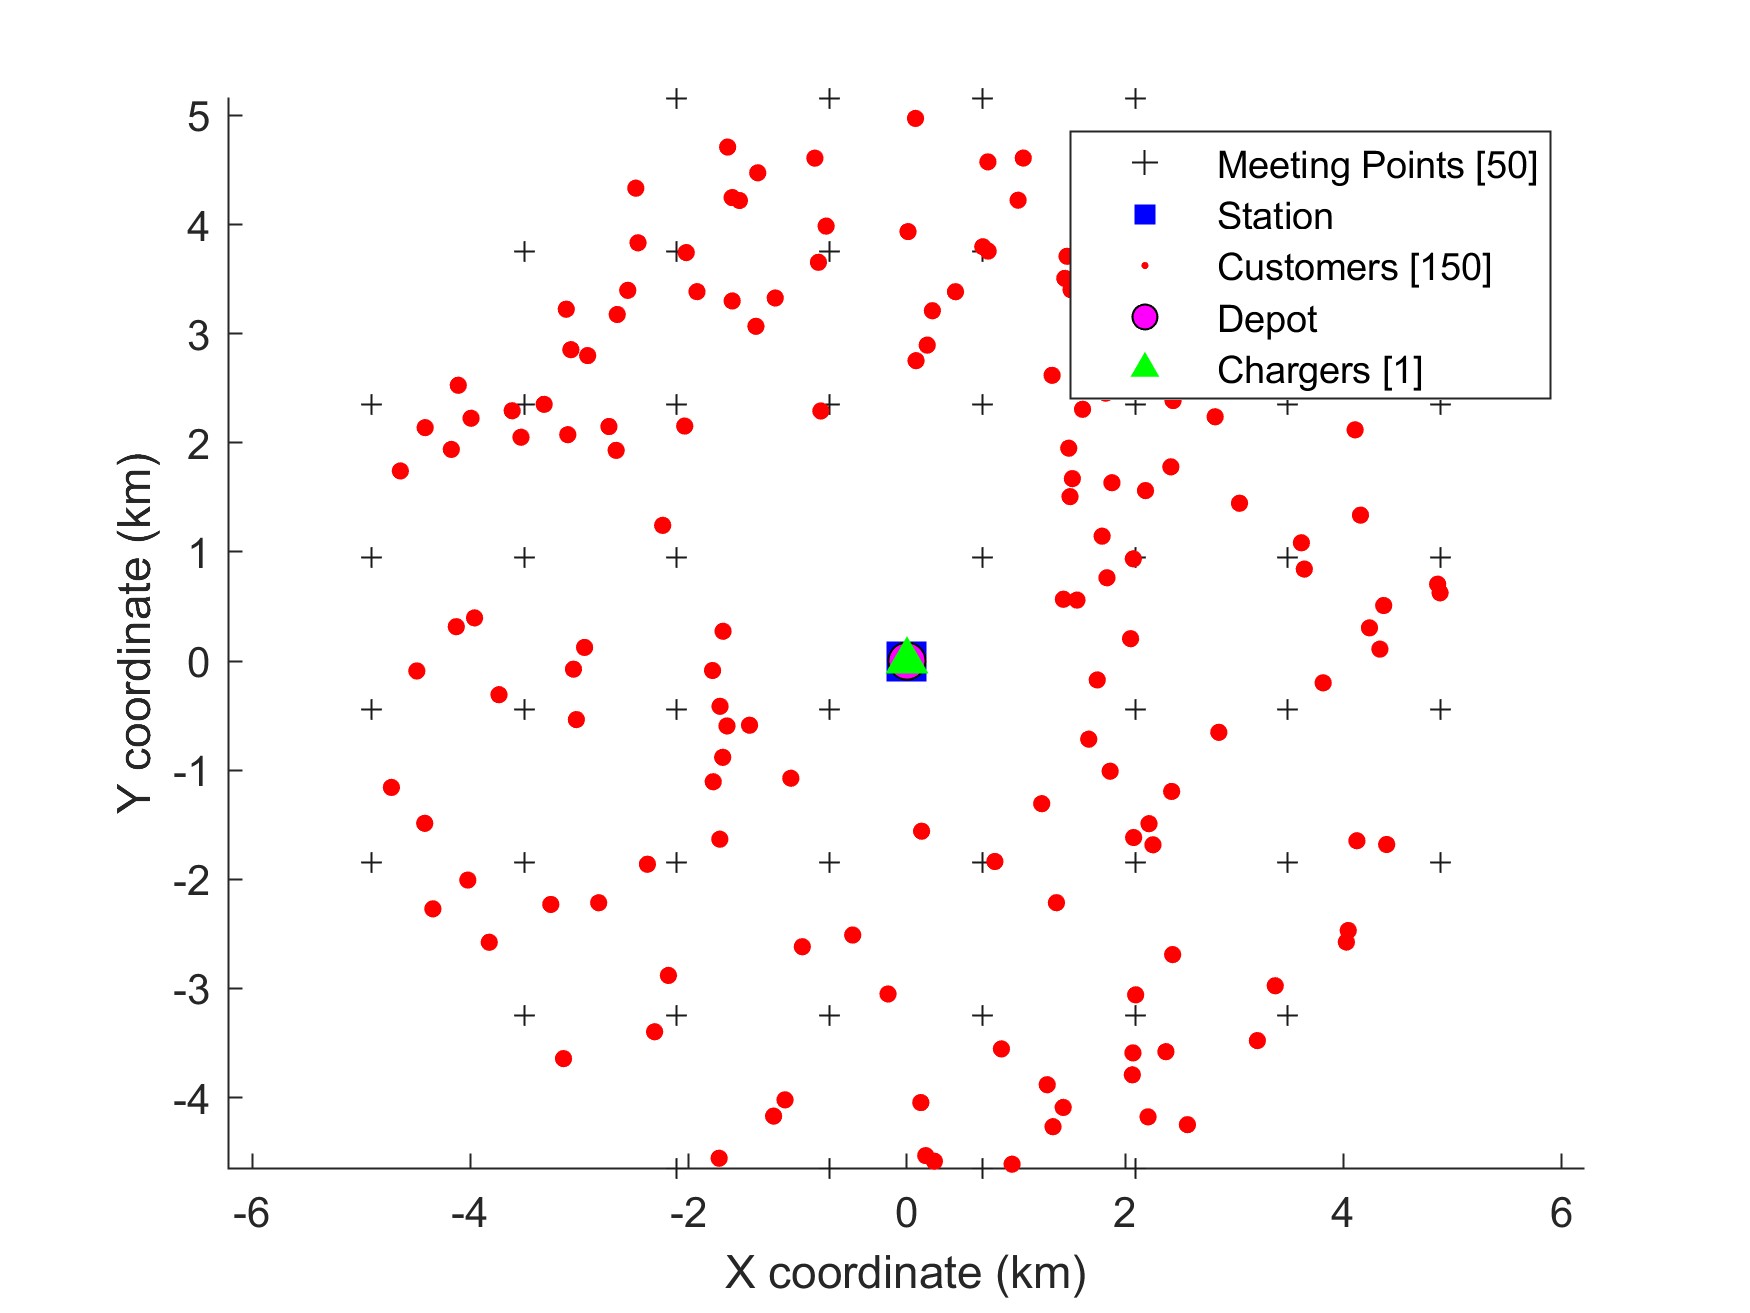 5
4
3
2
1
0
-1
-2
-3
-4
Y coordinate (km)
Meeting Points [50]
Station
Customers [150]
Depot
Chargers [1]
-6 -4 -2 0 2 4 6
X coordinate (km)